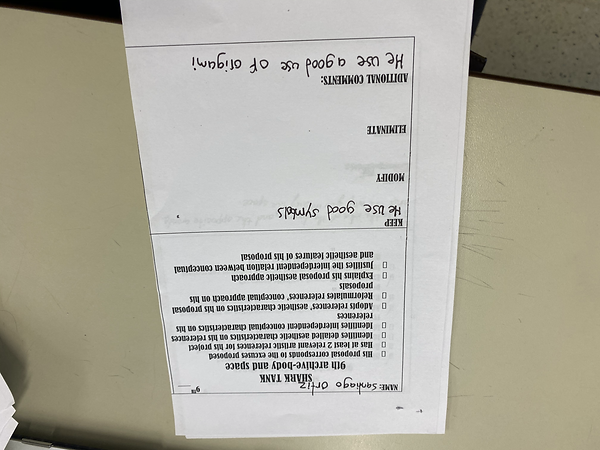 NAME: Santiago Ortiz 9th
SHARK TANK
9th archive-body and space
His proposal corresponds to the excuses proposed
Has at least 2 relevant artistic references for his project
Identifies detailed aesthetic characteristics on his references
Identifies interdependent conceptual characteristics on his
references
Adopts references, aesthetic characteristics on his proposal
Reformulates references, conceptual approach on his
proposals
Explains his proposal aesthetic approach
Justifies the interdependent relation between conceptual
and aesthetic features of his proposal
KEEP
He use good symbols
MODIFY
ELIMINATE
ADITIONAL COMMENTS:
He use a good use of origami